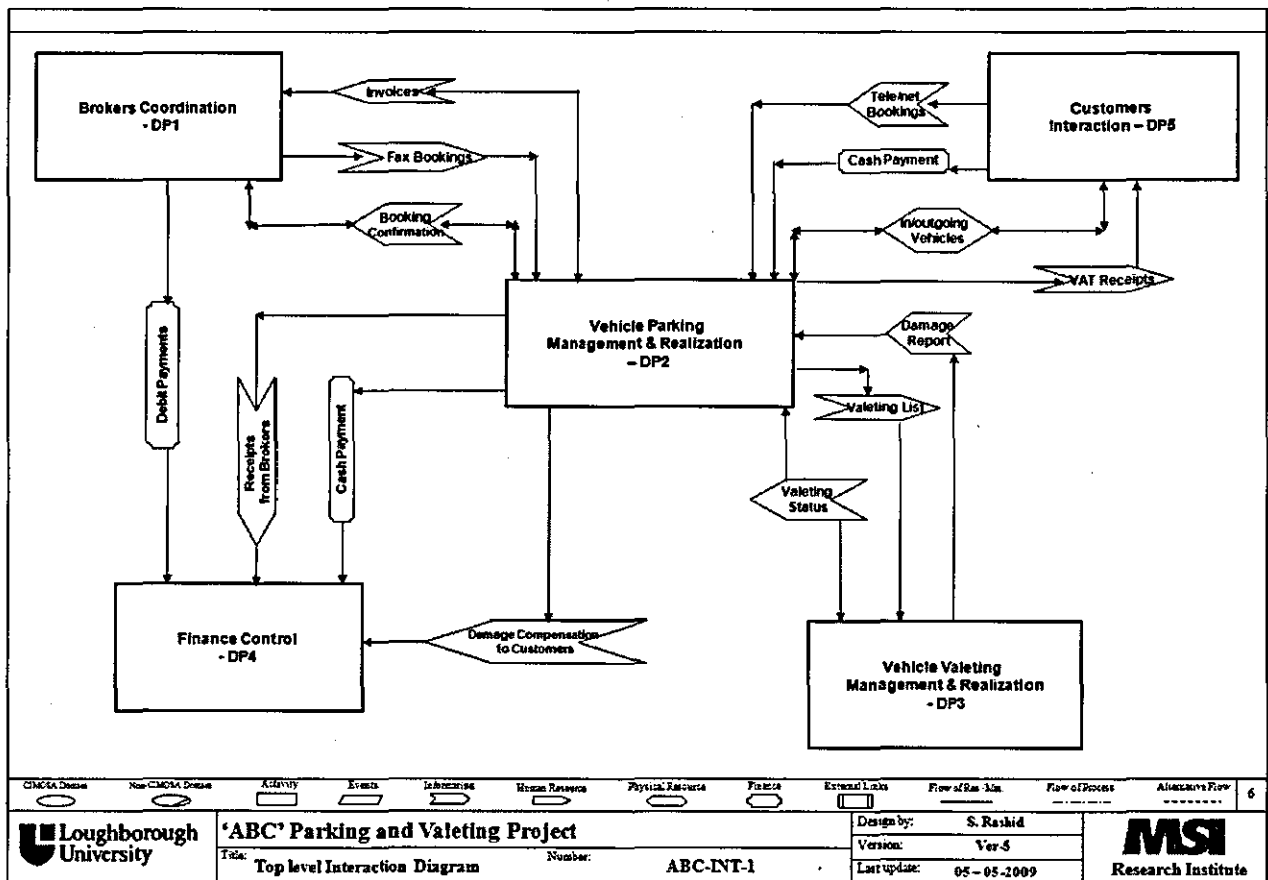 Brokers Coordination
- DP1
Invoices
Fax Bookings
Booking
Confirmation
Tele/net
Bookings
Cash Payment
In/outgoing
Vehicles
VAT Receipts
Customers
Interaction – DP5
Vehicle Parking
Management & Realization
– DP2
Damage
Report
Valeting List
Valeting
Status
Debit Payments
Receipts
from Brokers
Cash Payment
Finance Control
- DP4
Damage Compensation
to Customers
Vehicle Valeting
Management & Realization
- DP3
CIMOSA Domain
Non-CIMOSA Domain
Activity
Events
Information
Human Resource
Physical Resource
Finance
External Links
Flow of Process
Alternative Flow
6
Loughborough
University
'ABC' Parking and Valeting Project
Title: Top level Interaction Diagram
Number: ABC-INT-1
Design by: S. Rashid
Version: Ver-5
Last update: 05-05-2009
MSI
Research Institute